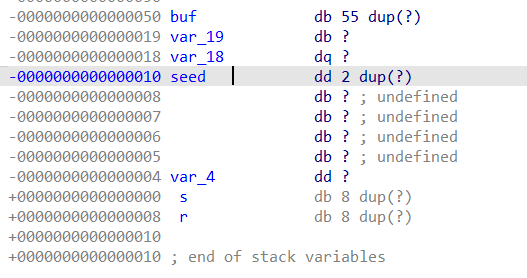 -0000000000000050 buf db 55 dup(?)
-0000000000000019 var_19 db ?
-0000000000000018 var_18 dq ?
-0000000000000010 seed dd 2 dup(?)
-0000000000000008 db ? ; undefined
-0000000000000007 db ? ; undefined
-0000000000000006 db ? ; undefined
-0000000000000005 db ? ; undefined
-0000000000000004 var_4 dd ?
+0000000000000000 s db 8 dup(?)
+0000000000000008 r db 8 dup(?)
+0000000000000010
+0000000000000010 ; end of stack variables